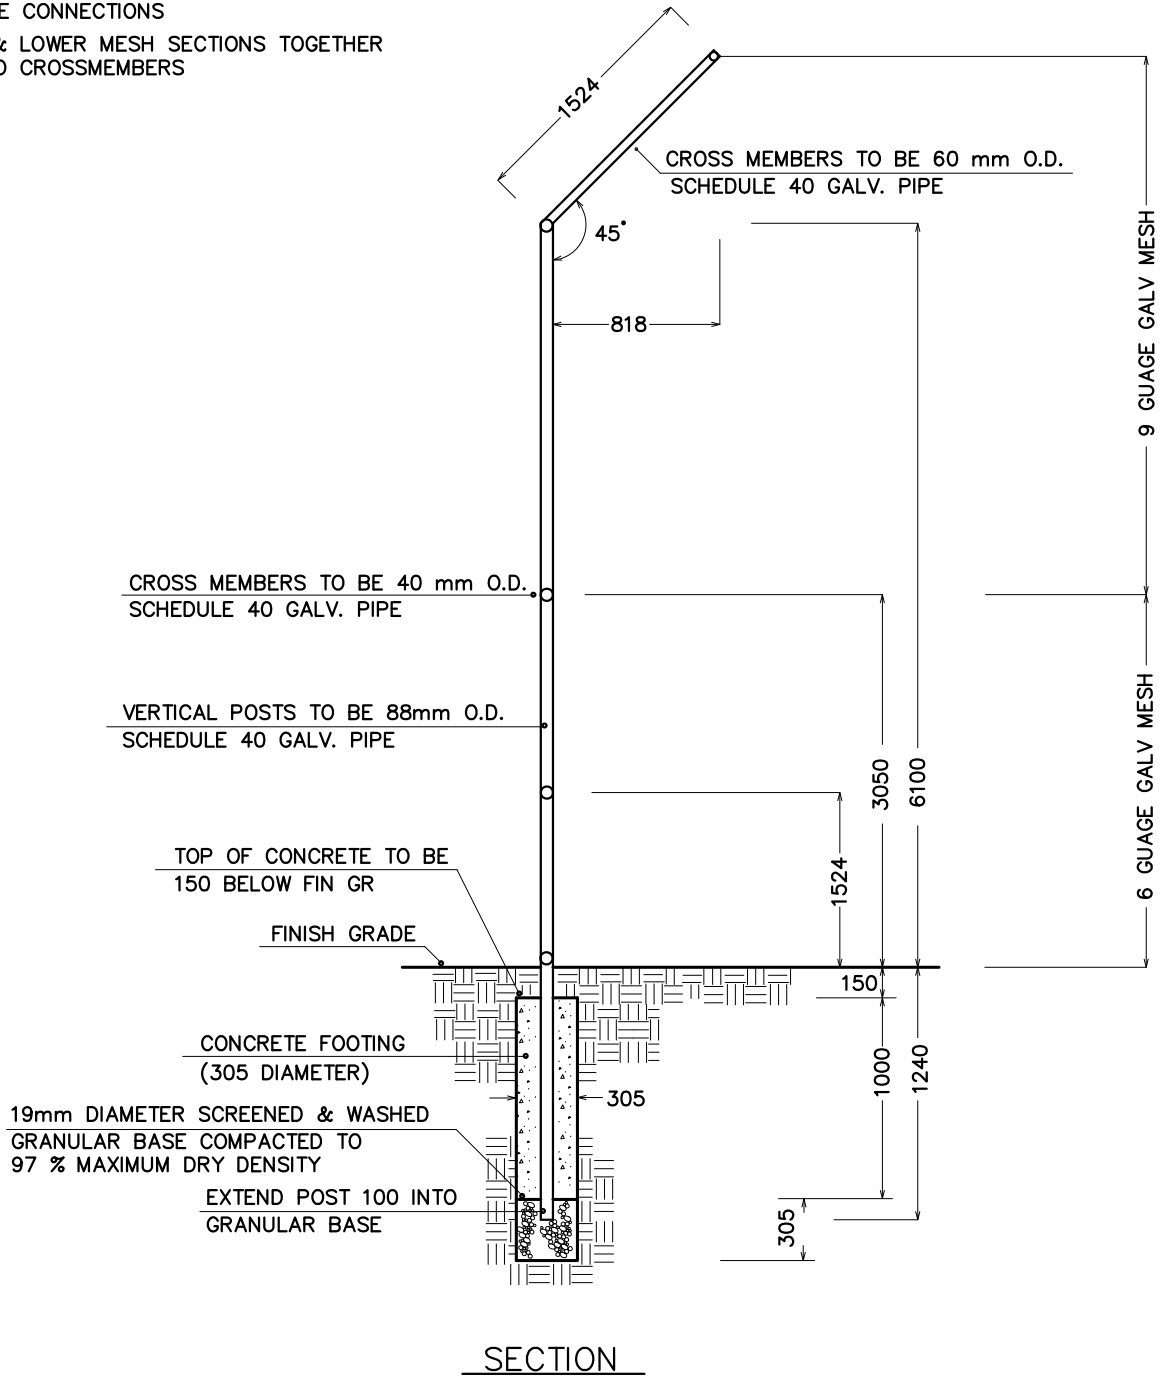 E CONNECTIONS
& LOWER MESH SECTIONS TOGETHER
O CROSSMEMBERS
1524
CROSS MEMBERS TO BE 60 mm O.D.
SCHEDULE 40 GALV. PIPE
45°
818
9 GUAGE GALV MESH
CROSS MEMBERS TO BE 40 mm O.D.
SCHEDULE 40 GALV. PIPE
VERTICAL POSTS TO BE 88mm O.D.
SCHEDULE 40 GALV. PIPE
3050
6100
6 GUAGE GALV MESH
1524
TOP OF CONCRETE TO BE
150 BELOW FIN GR
FINISH GRADE
150
CONCRETE FOOTING
(305 DIAMETER)
1000
1240
305
19mm DIAMETER SCREENED & WASHED
GRANULAR BASE COMPACTED TO
97 % MAXIMUM DRY DENSITY
EXTEND POST 100 INTO
GRANULAR BASE
305
SECTION